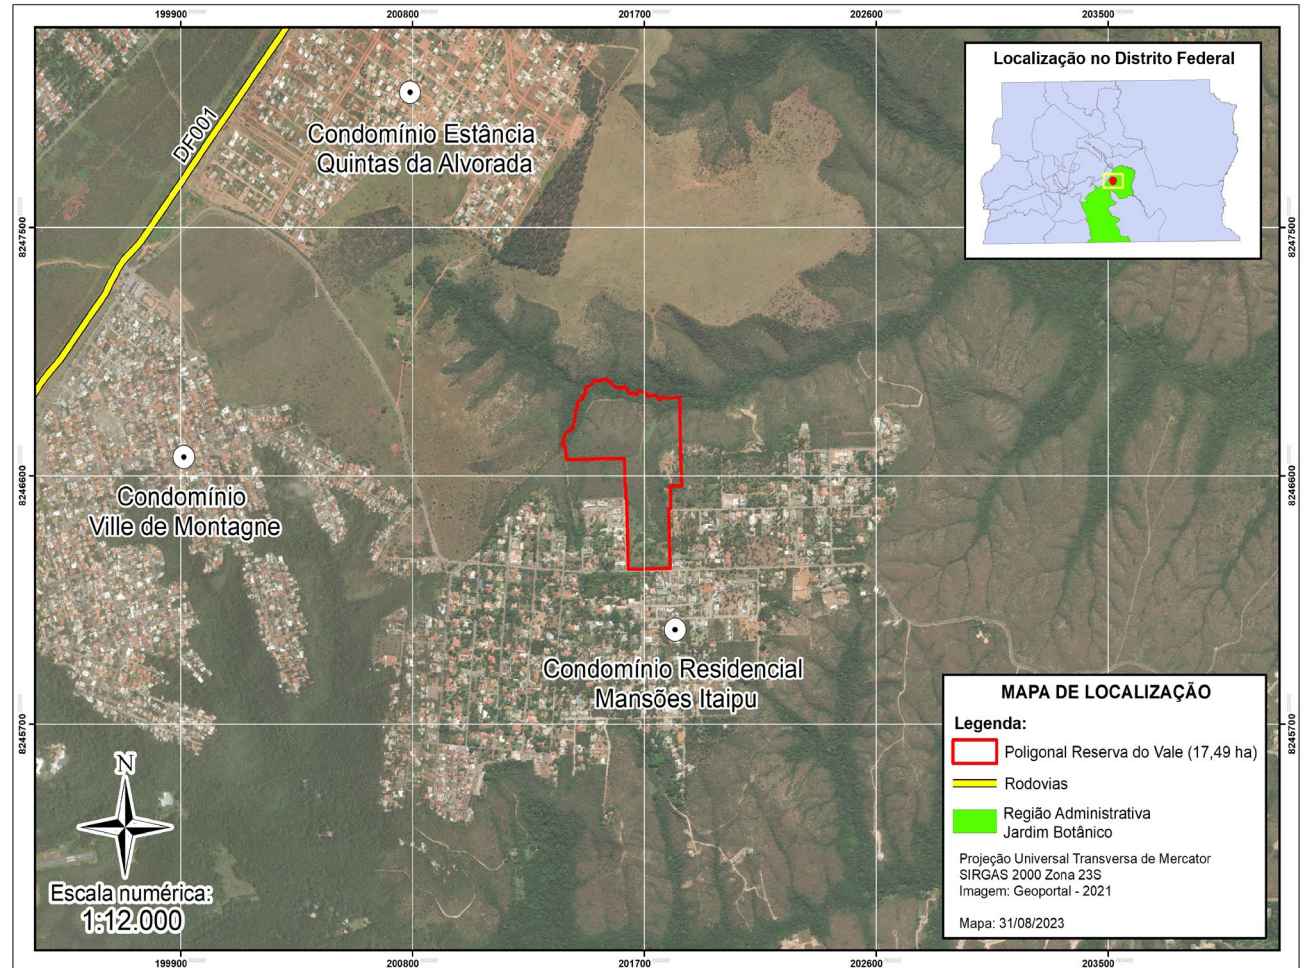 199900 200800 201700 202600 203500
Localização no Distrito Federal
DF001
Condomínio Estância
Quintas da Alvorada
8247500
8247500
8246600
8246600
Condomínio
Ville de Montagne
Condomínio Residencial
Mansões Itaipu
8245700
8245700
MAPA DE LOCALIZAÇÃO
Legenda:
Poligonal Reserva do Vale (17,49 ha)
Rodovias
Região Administrativa
Jardim Botânico
Projeção Universal Transversa de Mercator
SIRGAS 2000 Zona 23S
Imagem: Geoportal - 2021
Mapa: 31/08/2023
N
Escala numérica:
1:12.000
199900 200800 201700 202600 203500